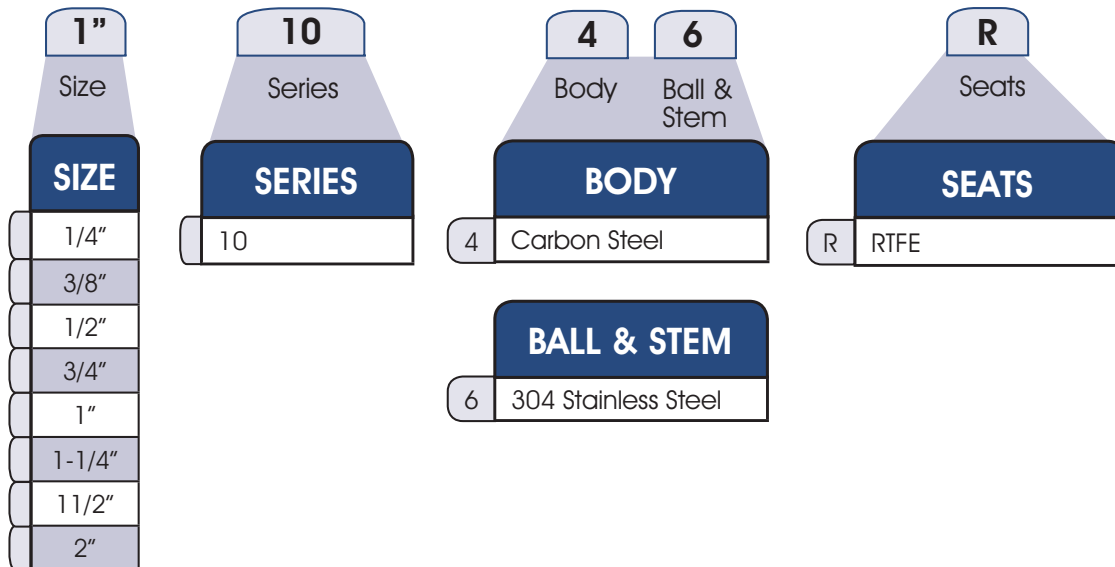 1”
10
4
6
R
Size
Series
Body
Ball &
Stem
Seats
SIZE
1/4”
3/8”
1/2”
3/4”
1”
1-1/4”
11/2”
2”
SERIES
10
BODY
4 Carbon Steel
BALL & STEM
6 304 Stainless Steel
SEATS
R RTFE